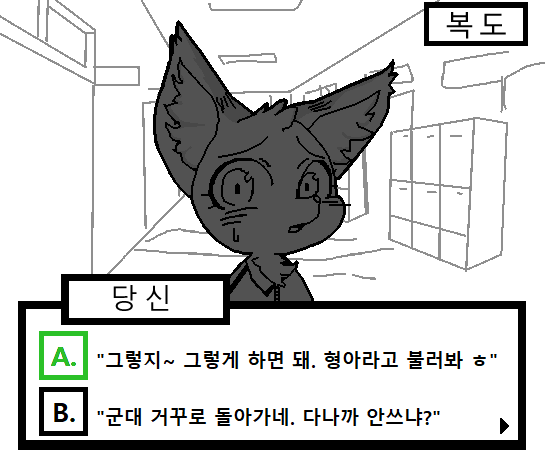 복도
당신
A. "그렇지~ 그렇게 하면 돼. 형아라고 불러봐 ㅎ"
B. "군대 거꾸로 돌아가네. 다나까 안쓰냐?"